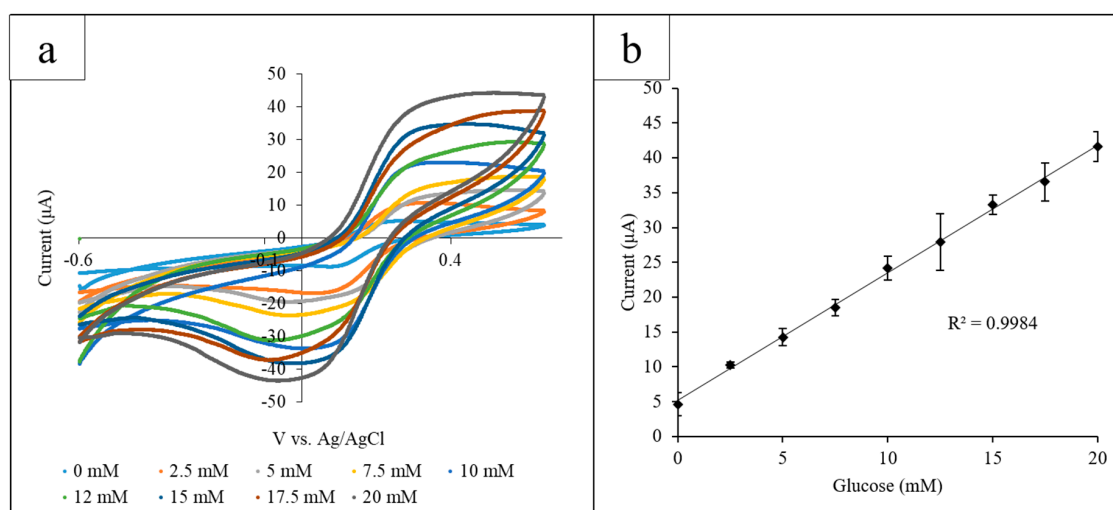 a
50
40
30
20
10
0
-10
-20
-30
-40
-50
-0.6
-0.1
0.4
Current (µA)
V vs. Ag/AgCl
0 mM
2.5 mM
5 mM
7.5 mM
10 mM
12 mM
15 mM
17.5 mM
20 mM
b
50
45
40
35
30
25
20
15
10
5
0
Current (µA)
R² = 0.9984
0
5
10
15
20
Glucose (mM)